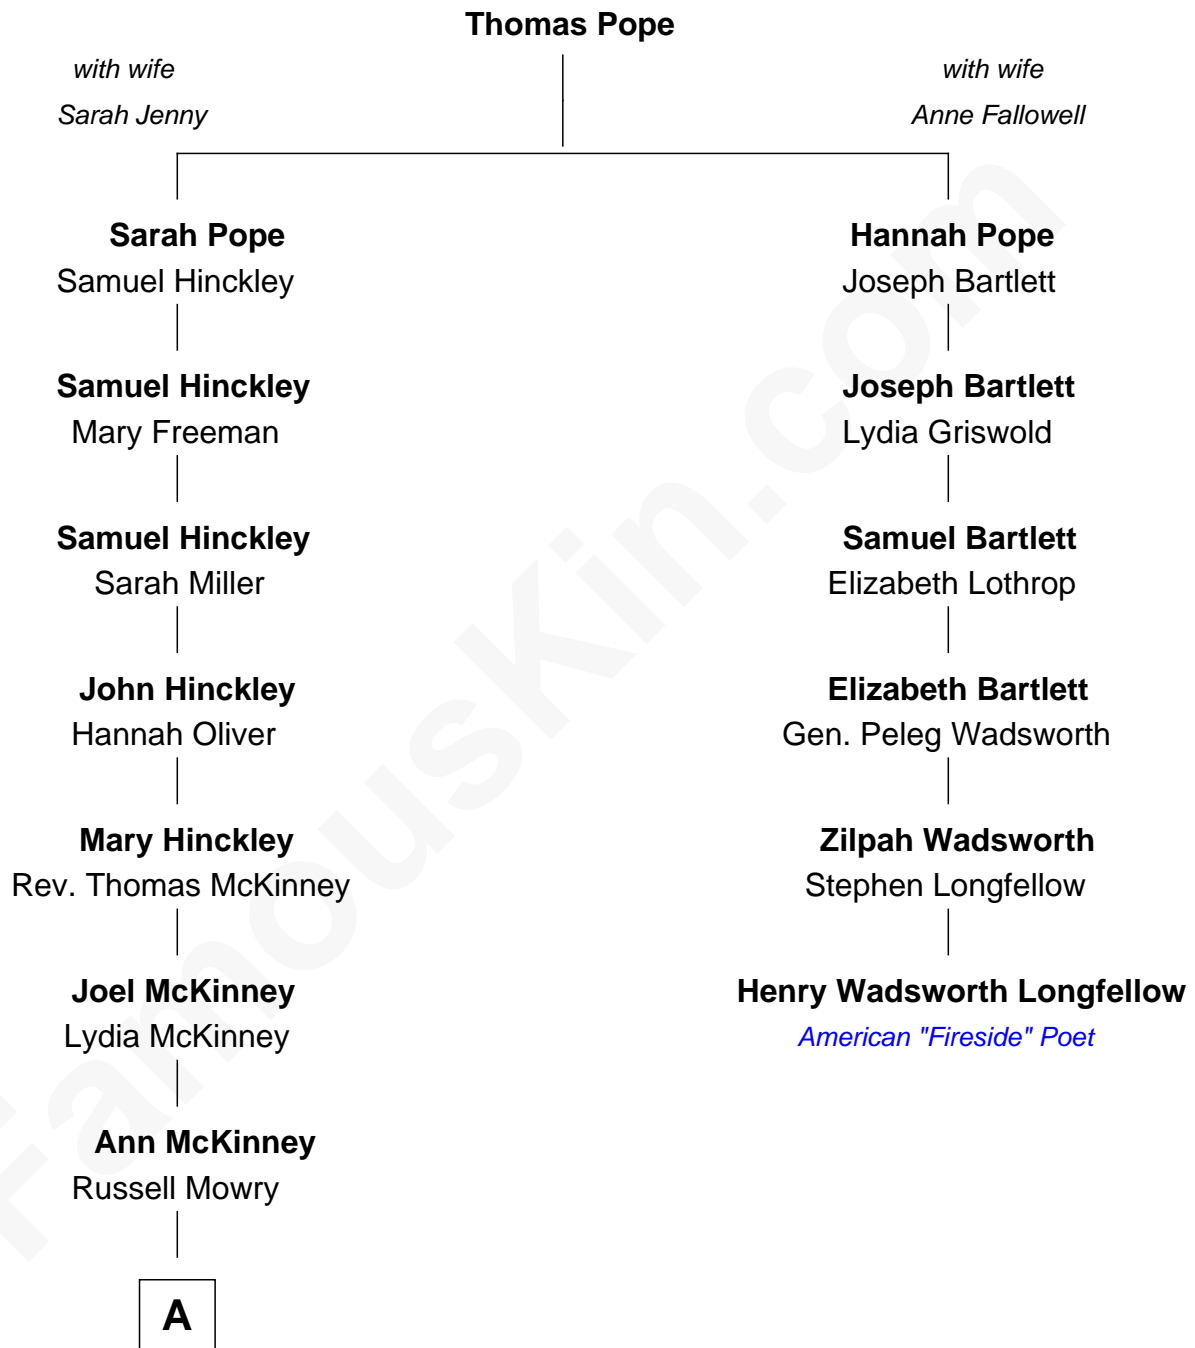 Thomas Pope
with wife
Sarah Jenny
with wife
Anne Fallowell
Sarah Pope
Samuel Hinckley
Hannah Pope
Joseph Bartlett
Samuel Hinckley
Mary Freeman
Joseph Bartlett
Lydia Griswold
Samuel Hinckley
Sarah Miller
Samuel Bartlett
Elizabeth Lothrop
John Hinckley
Hannah Oliver
Elizabeth Bartlett
Gen. Peleg Wadsworth
Mary Hinckley
Rev. Thomas McKinney
Zilpah Wadsworth
Stephen Longfellow
Joel McKinney
Lydia McKinney
Henry Wadsworth Longfellow
American "Fireside" Poet
Ann McKinney
Russell Mowry
A
FamousKin.com